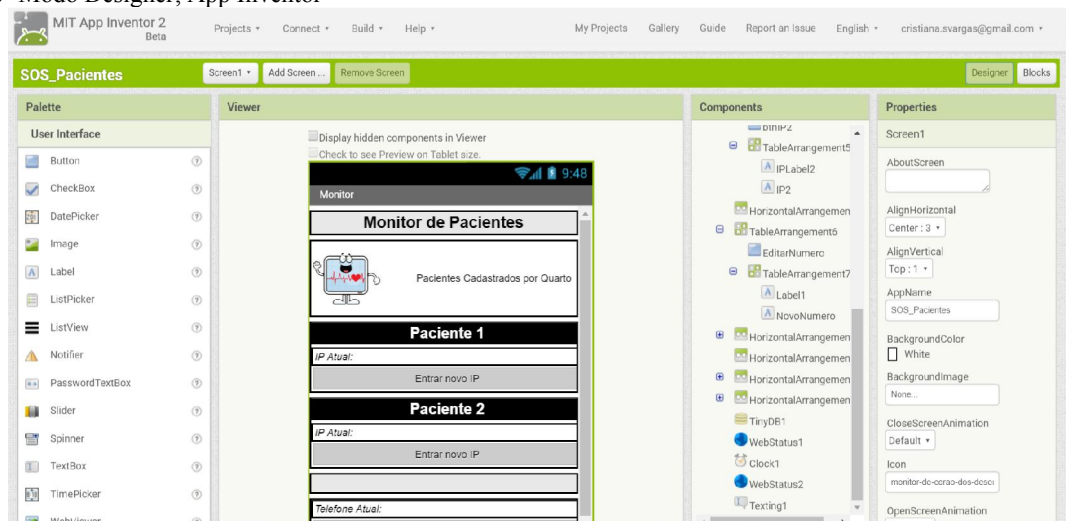 Modo Designer, App Inventor
MIT App Inventor 2
Beta
Projects
Connect
Build
Help
My Projects
Gallery
Guide
Report an Issue
English
cristiana.svargas@gmail.com
SOS_Pacientes
Screen1
Add Screen ...
Remove Screen
Designer
Blocks
Palette
User Interface
Button
CheckBox
DatePicker
Image
Label
ListPicker
ListView
Notifier
PasswordTextBox
Slider
Spinner
TextBox
TimePicker
WebViewer
Viewer
Display hidden components in Viewer
Check to see Preview on Tablet size.
9:48
Monitor
Monitor de Pacientes
Pacientes Cadastrados por Quarto
Paciente 1
IP Atual:
Entrar novo IP
Paciente 2
IP Atual:
Entrar novo IP
Telefone Atual:
Components
btnIP2
TableArrangement5
IPLabel2
IP2
HorizontalArrangemen
TableArrangement6
EditarNumero
TableArrangement7
Label1
NovoNumero
HorizontalArrangemen
HorizontalArrangemen
HorizontalArrangemen
HorizontalArrangemen
TinyDB1
WebStatus1
Clock1
WebStatus2
Texting1
Properties
Screen1
AboutScreen
AlignHorizontal
Center : 3
AlignVertical
Top : 1
AppName
SOS_Pacientes
BackgroundColor
White
BackgroundImage
None...
CloseScreenAnimation
Default
Icon
OpenScreenAnimation